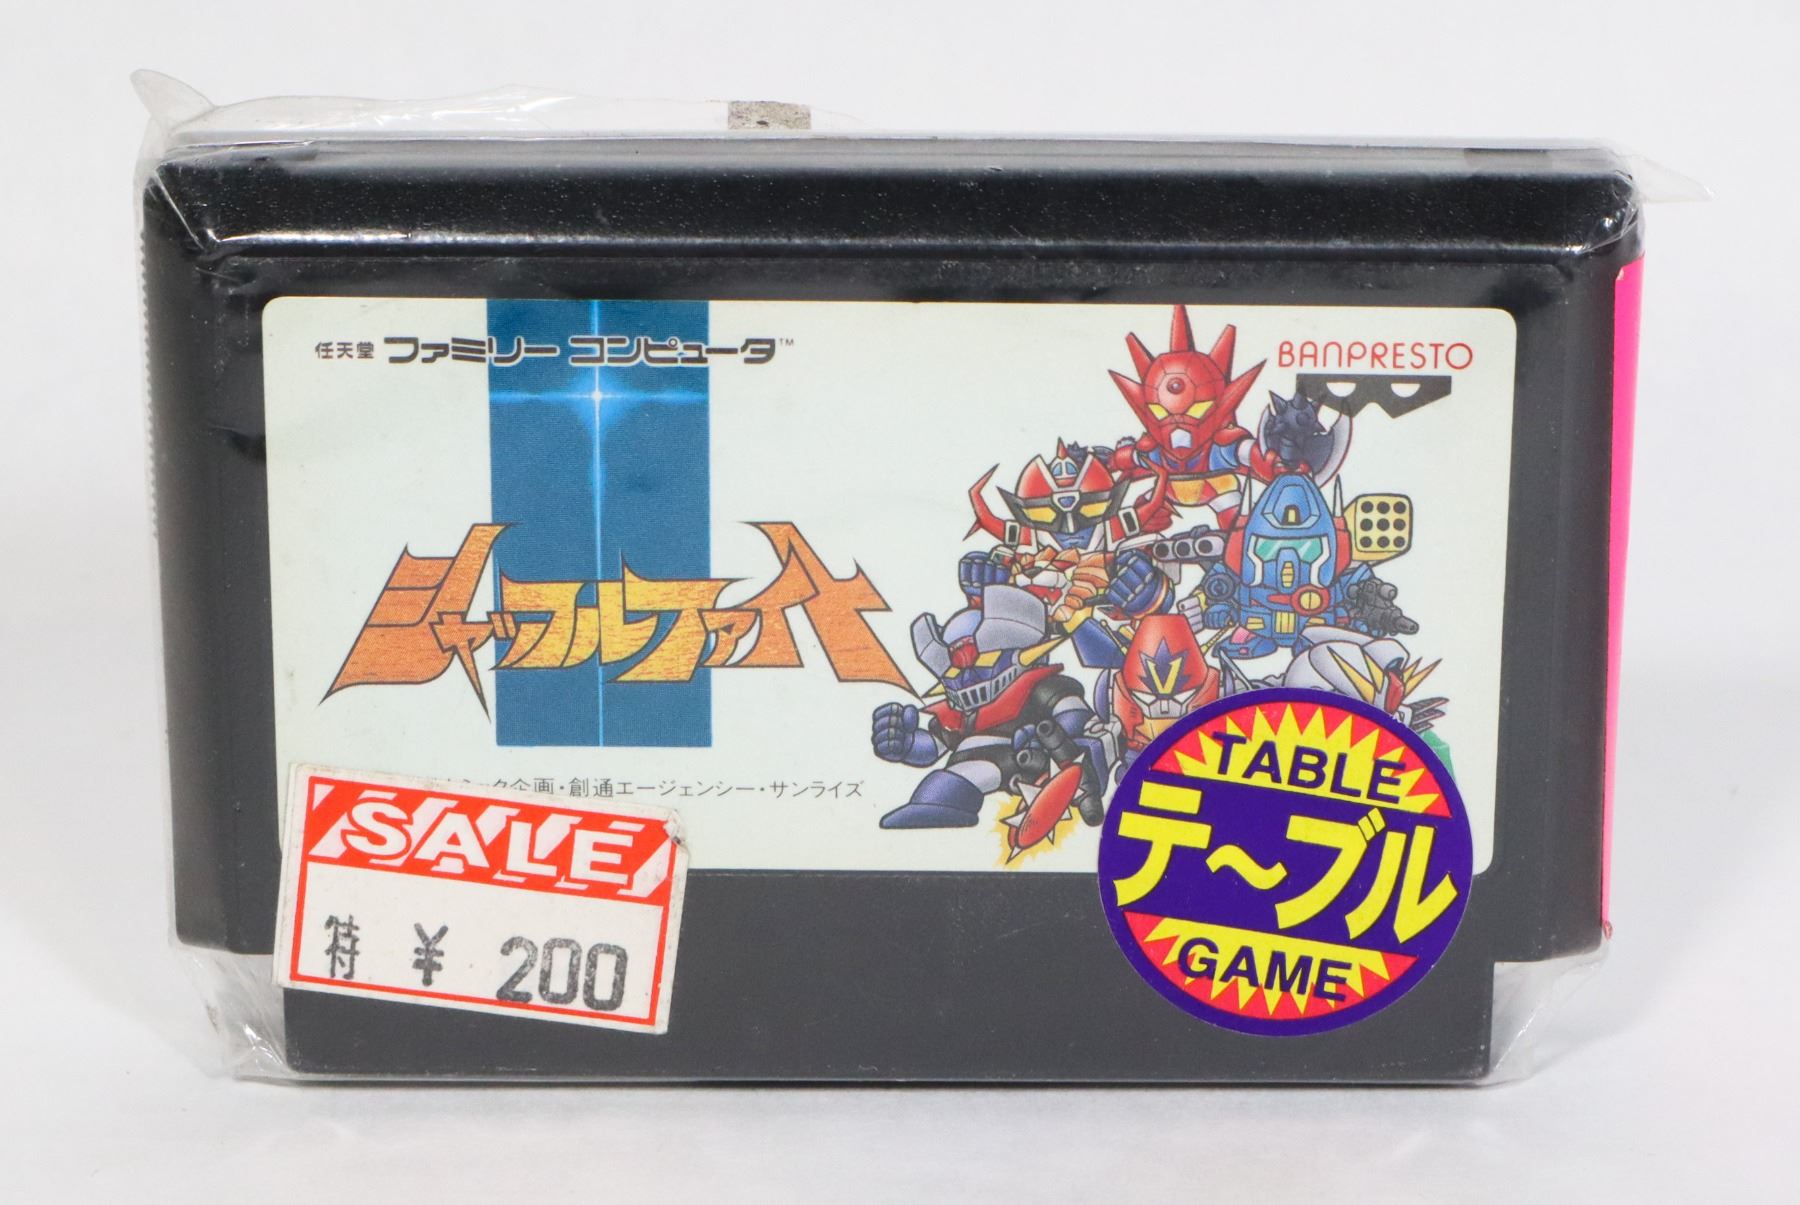 任天堂 ファミリー コンピュータ™
BANPRESTO
シャッフルファイト
V
ック企画・創通エージェンシー・サンライズ
SALE
特 ¥ 200
TABLE
テ〜ブル
GAME